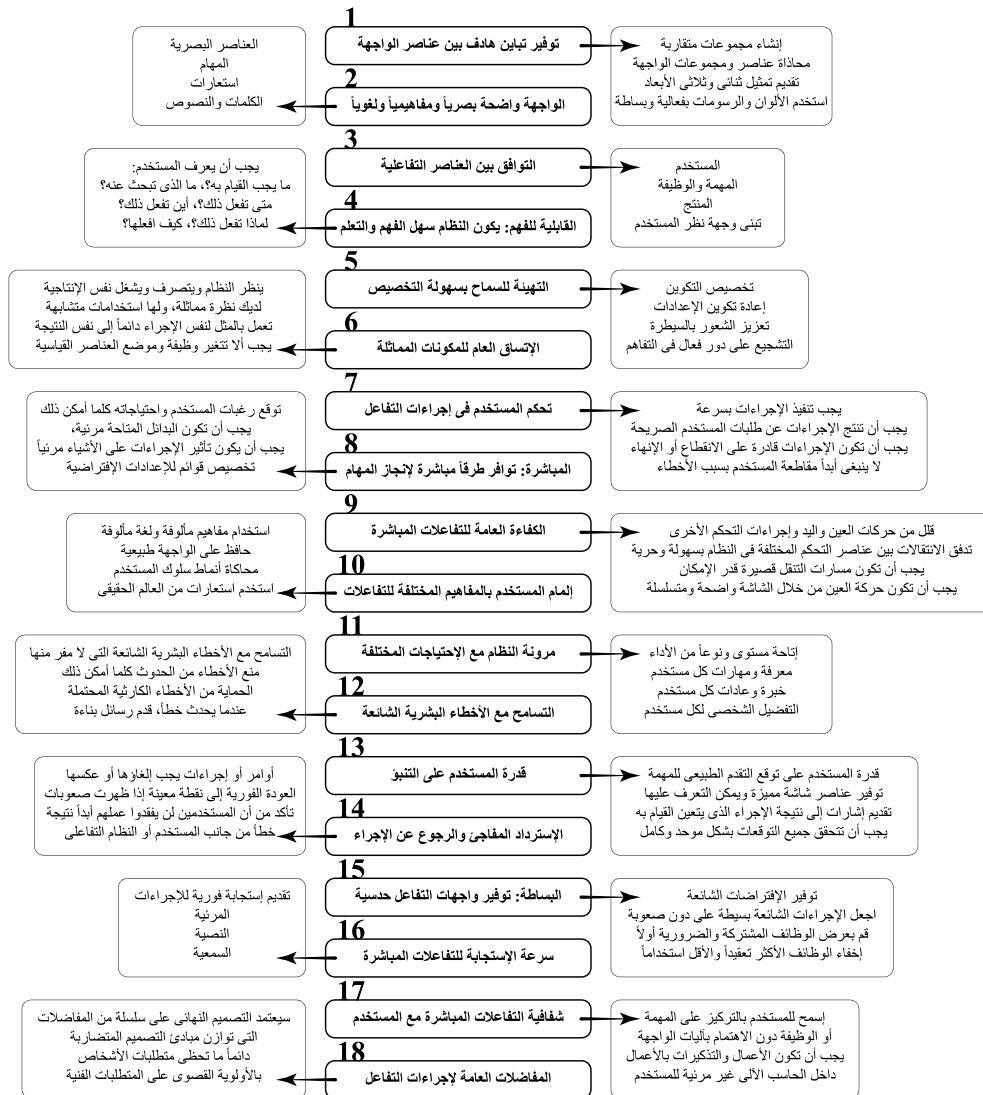 1
توفير تباين هادف بين عناصر الواجهة
إنشاء مجموعات متقاربة
محاذاة عناصر ومجموعات الواجهة
تقديم تمثيل ثنائى وثلاثى الأبعاد
استخدم الألوان والرسومات بفعالية وبساطة
2
الواجهة واضحة بصرياً ومفاهيمياً ولغوياً
العناصر البصرية
المهام
استعارات
الكلمات والنصوص
3
التوافق بين العناصر التفاعلية
المستخدم
المهمة والوظيفة
المنتج
تبنى وجهة نظر المستخدم
4
القابلية للفهم: يكون النظام سهل الفهم والتعلم
يجب أن يعرف المستخدم:
ما يجب القيام به؟، ما الذى تبحث عنه؟
متى تفعل ذلك؟، أين تفعل ذلك؟
لماذا تفعل ذلك؟، كيف افعلها؟
5
التهيئة للسماح بسهولة التخصيص
تخصيص التكوين
إعادة تكوين الإعدادات
تعزيز الشعور بالسيطرة
التشجيع على دور فعال فى التفاهم
6
الإتساق العام للمكونات المماثلة
ينظر النظام ويتصرف ويشغل نفس الإنتاجية
لديك نظرة مماثلة، ولها استخدامات متشابهة
تعمل بالمثل لنفس الإجراء دائماً إلى نفس النتيجة
يجب ألا تتغير وظيفة وموضع العناصر القياسية
7
تحكم المستخدم فى إجراءات التفاعل
يجب تنفيذ الإجراءات بسرعة
يجب أن تنتج الإجراءات عن طلبات المستخدم الصريحة
يجب أن تكون الإجراءات قادرة على الانقطاع أو الإنهاء
لا ينبغى أبداً مقاطعة المستخدم بسبب الأخطاء
8
المباشرة: توافر طرقاً مباشرة لإنجاز المهام
توقع رغبات المستخدم واحتياجاته كلما أمكن ذلك
يجب أن تكون البدائل المتاحة مرئية،
يجب أن يكون تأثير الإجراءات على الأشياء مرئياً
تخصيص قوائم للإعدادات الإفتراضية
9
الكفاءة العامة للتفاعلات المباشرة
قلل من حركات العين واليد وإجراءات التحكم الأخرى
تدفق الانتقالات بين عناصر التحكم المختلفة فى النظام بسهولة وحرية
يجب أن تكون مسارات التنقل قصيرة قدر الإمكان
يجب أن تكون حركة العين من خلال الشاشة واضحة ومتسلسلة
10
إلمام المستخدم بالمفاهيم المختلفة للتفاعلات
استخدام مفاهيم مألوفة ولغة مألوفة
حافظ على الواجهة طبيعية
محاكاة أنماط سلوك المستخدم
استخدم استعارات من العالم الحقيقى
11
مرونة النظام مع الإحتياجات المختلفة
إتاحة مستوى ونوعاً من الأداء
معرفة ومهارات كل مستخدم
خبرة وعادات كل مستخدم
التفضيل الشخصى لكل مستخدم
12
التسامح مع الأخطاء البشرية الشائعة
التسامح مع الأخطاء البشرية الشائعة التى لا مفر منها
منع الأخطاء من الحدوث كلما أمكن ذلك
الحماية من الأخطاء الكارثية المحتملة
عندما يحدث خطأ، قدم رسائل بناءة
13
قدرة المستخدم على التنبؤ
قدرة المستخدم على توقع التقدم الطبيعى للمهمة
توفير عناصر شاشة مميزة ويمكن التعرف عليها
تقديم إشارات إلى نتيجة الإجراء الذى يتعين القيام به
يجب أن تتحقق جميع التوقعات بشكل موحد وكامل
14
الإسترداد المفاجئ والرجوع عن الإجراء
أوامر أو إجراءات يجب إلغاؤها أو عكسها
العودة الفورية إلى نقطة معينة إذا ظهرت صعوبات
تأكد من أن المستخدمين لن يفقدوا عملهم أبداً نتيجة
خطأ من جانب المستخدم أو النظام التفاعلى
15
البساطة: توفير واجهات التفاعل حدسية
توفير الإفتراضات الشائعة
اجعل الإجراءات الشائعة بسيطة على دون صعوبة
قم بعرض الوظائف المشتركة والضرورية أولاً
إخفاء الوظائف الأكثر تعقيداً والأقل استخداماً
16
سرعة الإستجابة للتفاعلات المباشرة
تقديم إستجابة فورية للإجراءات
المرئية
النصية
السمعية
17
شفافية التفاعلات المباشرة مع المستخدم
إسمح للمستخدم بالتركيز على المهمة
أو الوظيفة دون الاهتمام بآليات الواجهة
يجب أن تكون الأعمال والتذكيرات بالأعمال
داخل الحاسب الآلى غير مرئية للمستخدم
18
المفاضلات العامة لإجراءات التفاعل
سيعتمد التصميم النهائى على سلسلة من المفاضلات
التى توازن مبادئ التصميم المتضاربة
دائماً ما تحظى متطلبات الأشخاص
بالأولوية القصوى على المتطلبات الفنية